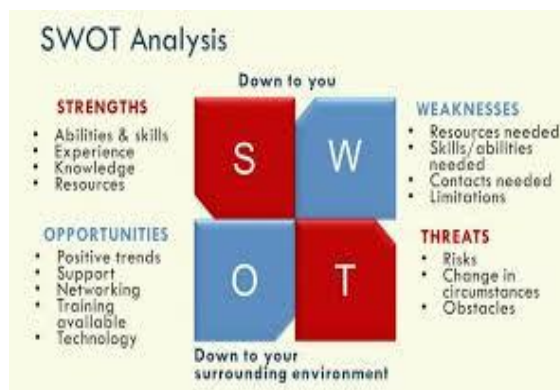 SWOT Analysis
Down to you
STRENGTHS
• Abilities & skills
• Experience
• Knowledge
• Resources
S
W
WEAKNESSES
• Resources needed
• Skills/abilities
needed
• Contacts needed
• Limitations
OPPORTUNITIES
• Positive trends
• Support
• Networking
• Training
available
• Technology
O
T
THREATS
• Risks
• Change in
circumstances
• Obstacles
Down to your
surrounding environment